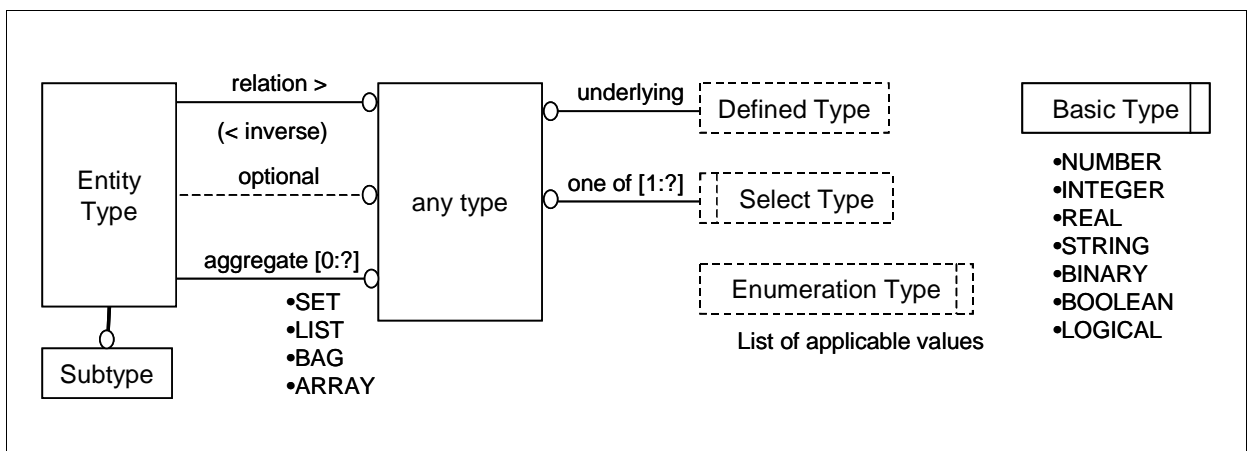 relation >
(< inverse)
optional
aggregate [0:?]
•SET
•LIST
•BAG
•ARRAY
Entity
Type
Subtype
any type
underlying
Defined Type
one of [1:?]
Select Type
Enumeration Type
List of applicable values
Basic Type
•NUMBER
•INTEGER
•REAL
•STRING
•BINARY
•BOOLEAN
•LOGICAL